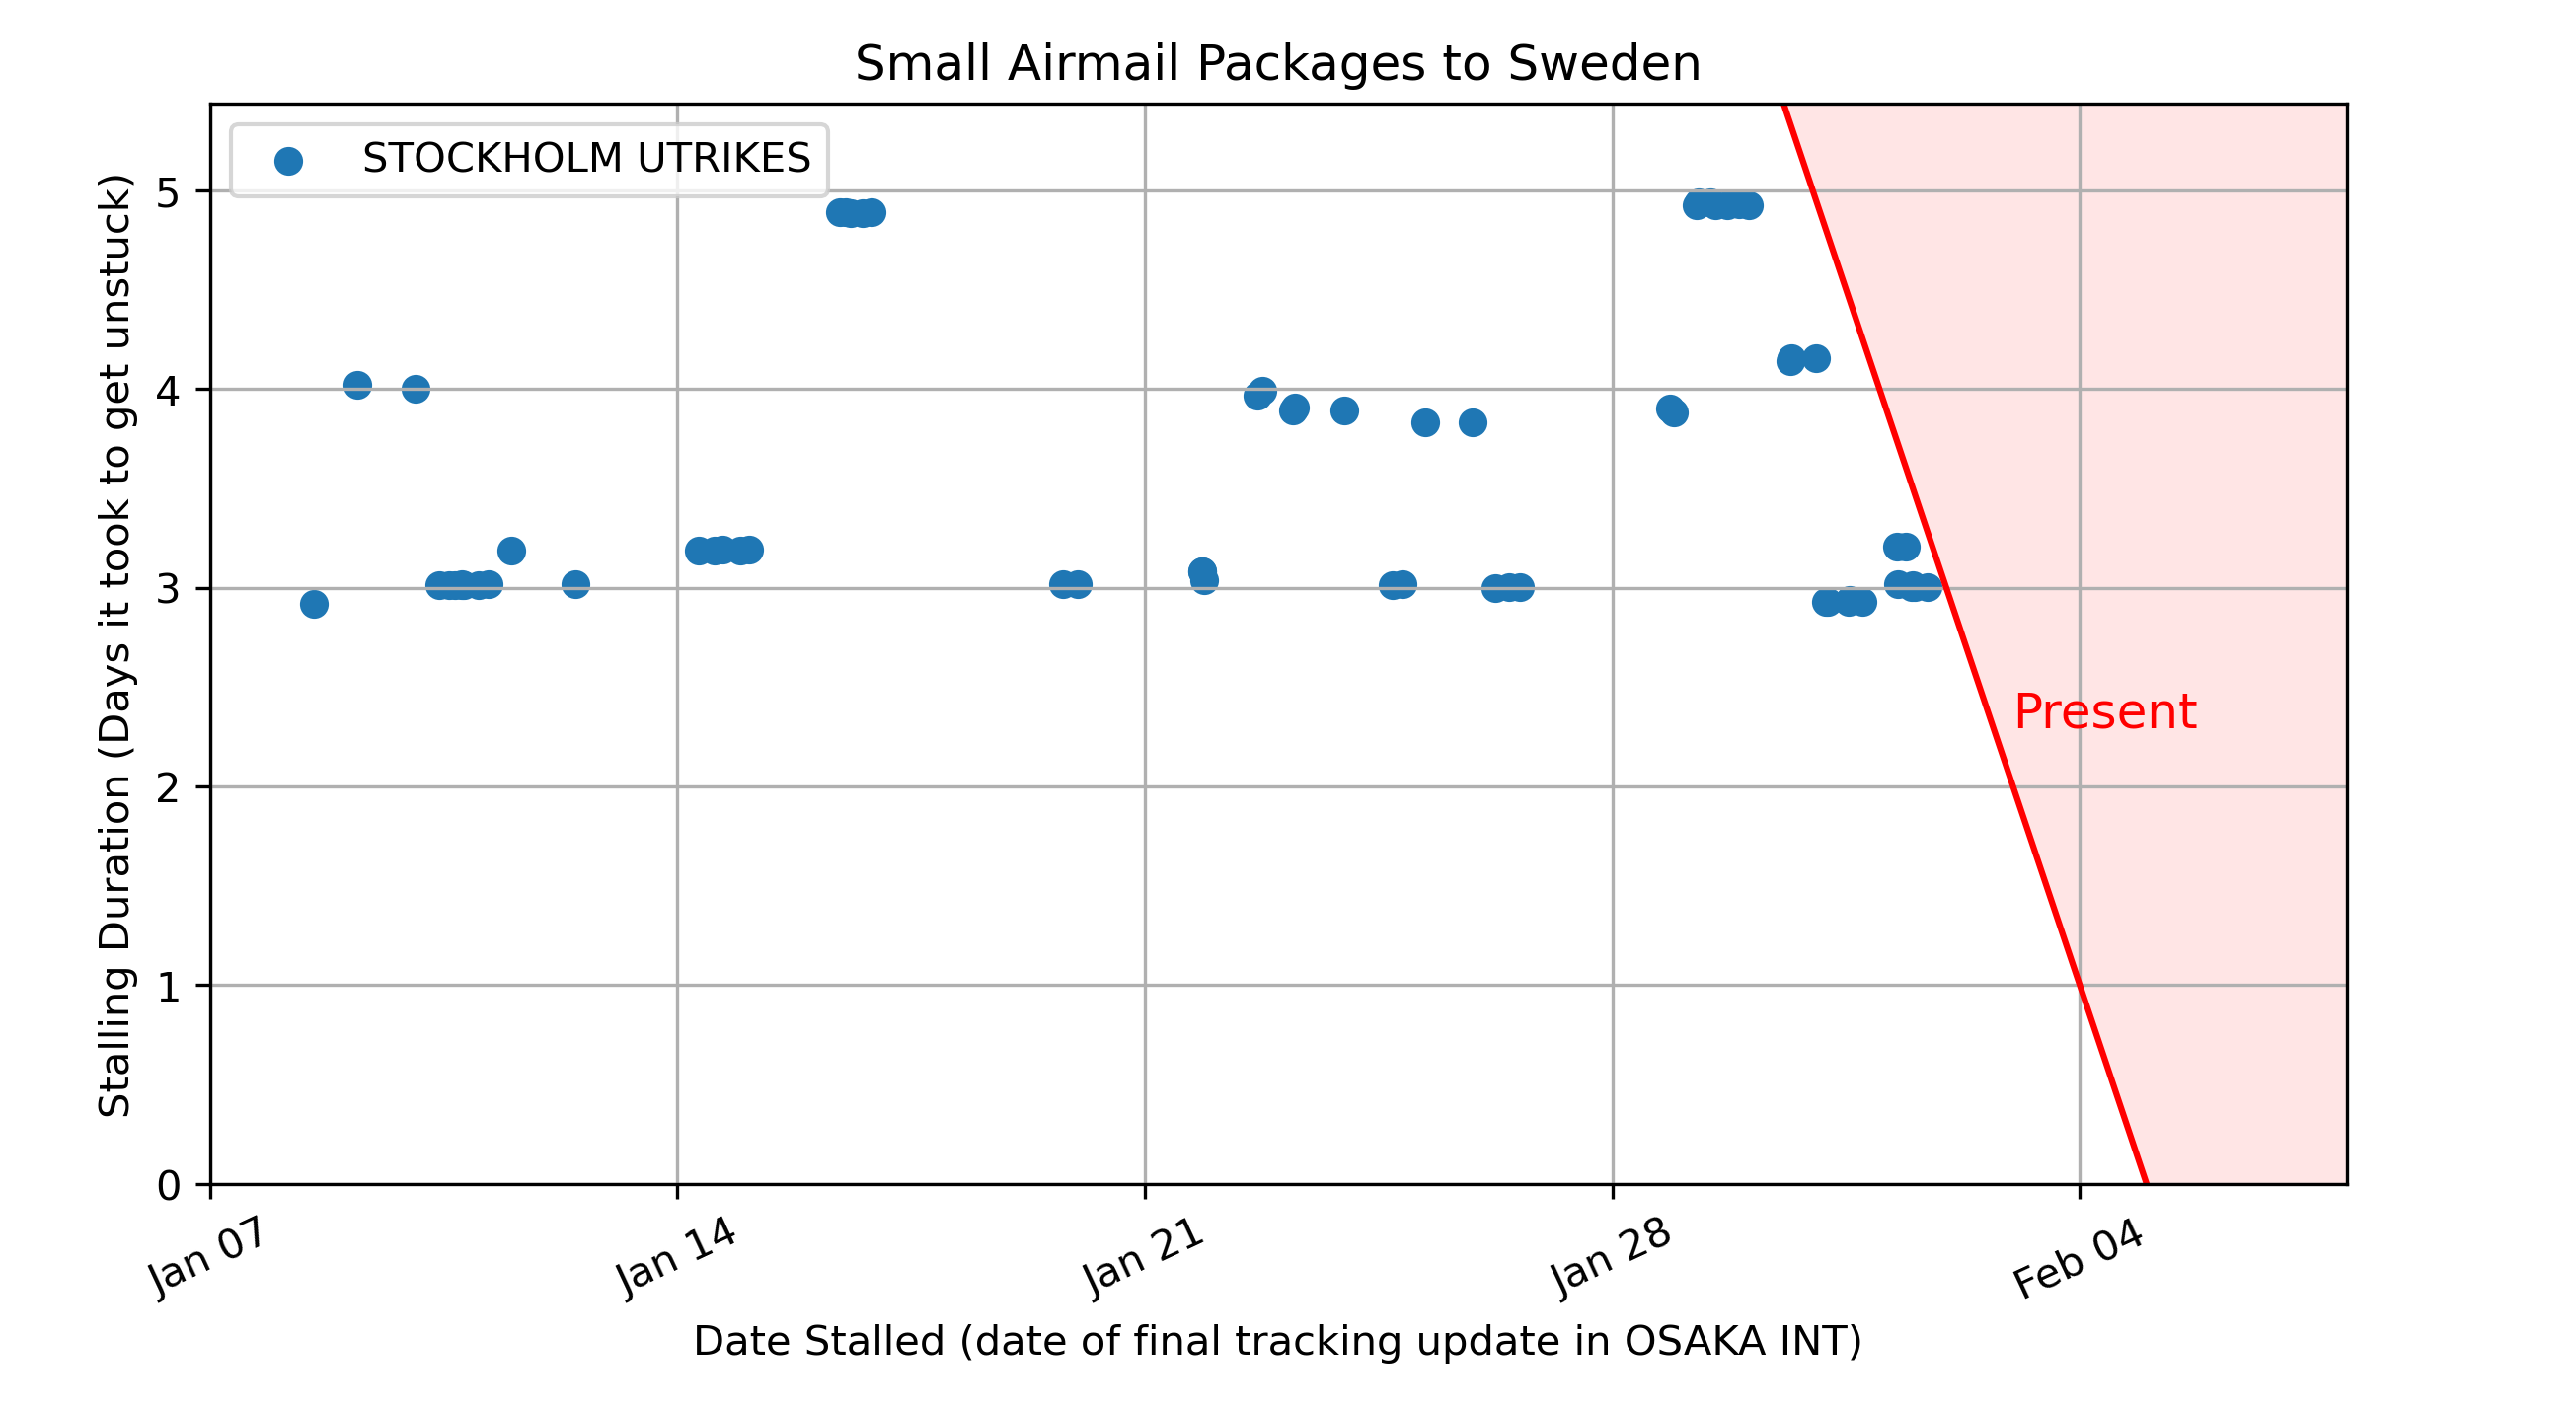 Small Airmail Packages to Sweden
STOCKHOLM UTRIKES
Stalling Duration (Days it took to get unstuck)
5
4
3
2
1
0
Present
Jan 07
Jan 14
Jan 21
Jan 28
Feb 04
Date Stalled (date of final tracking update in OSAKA INT)